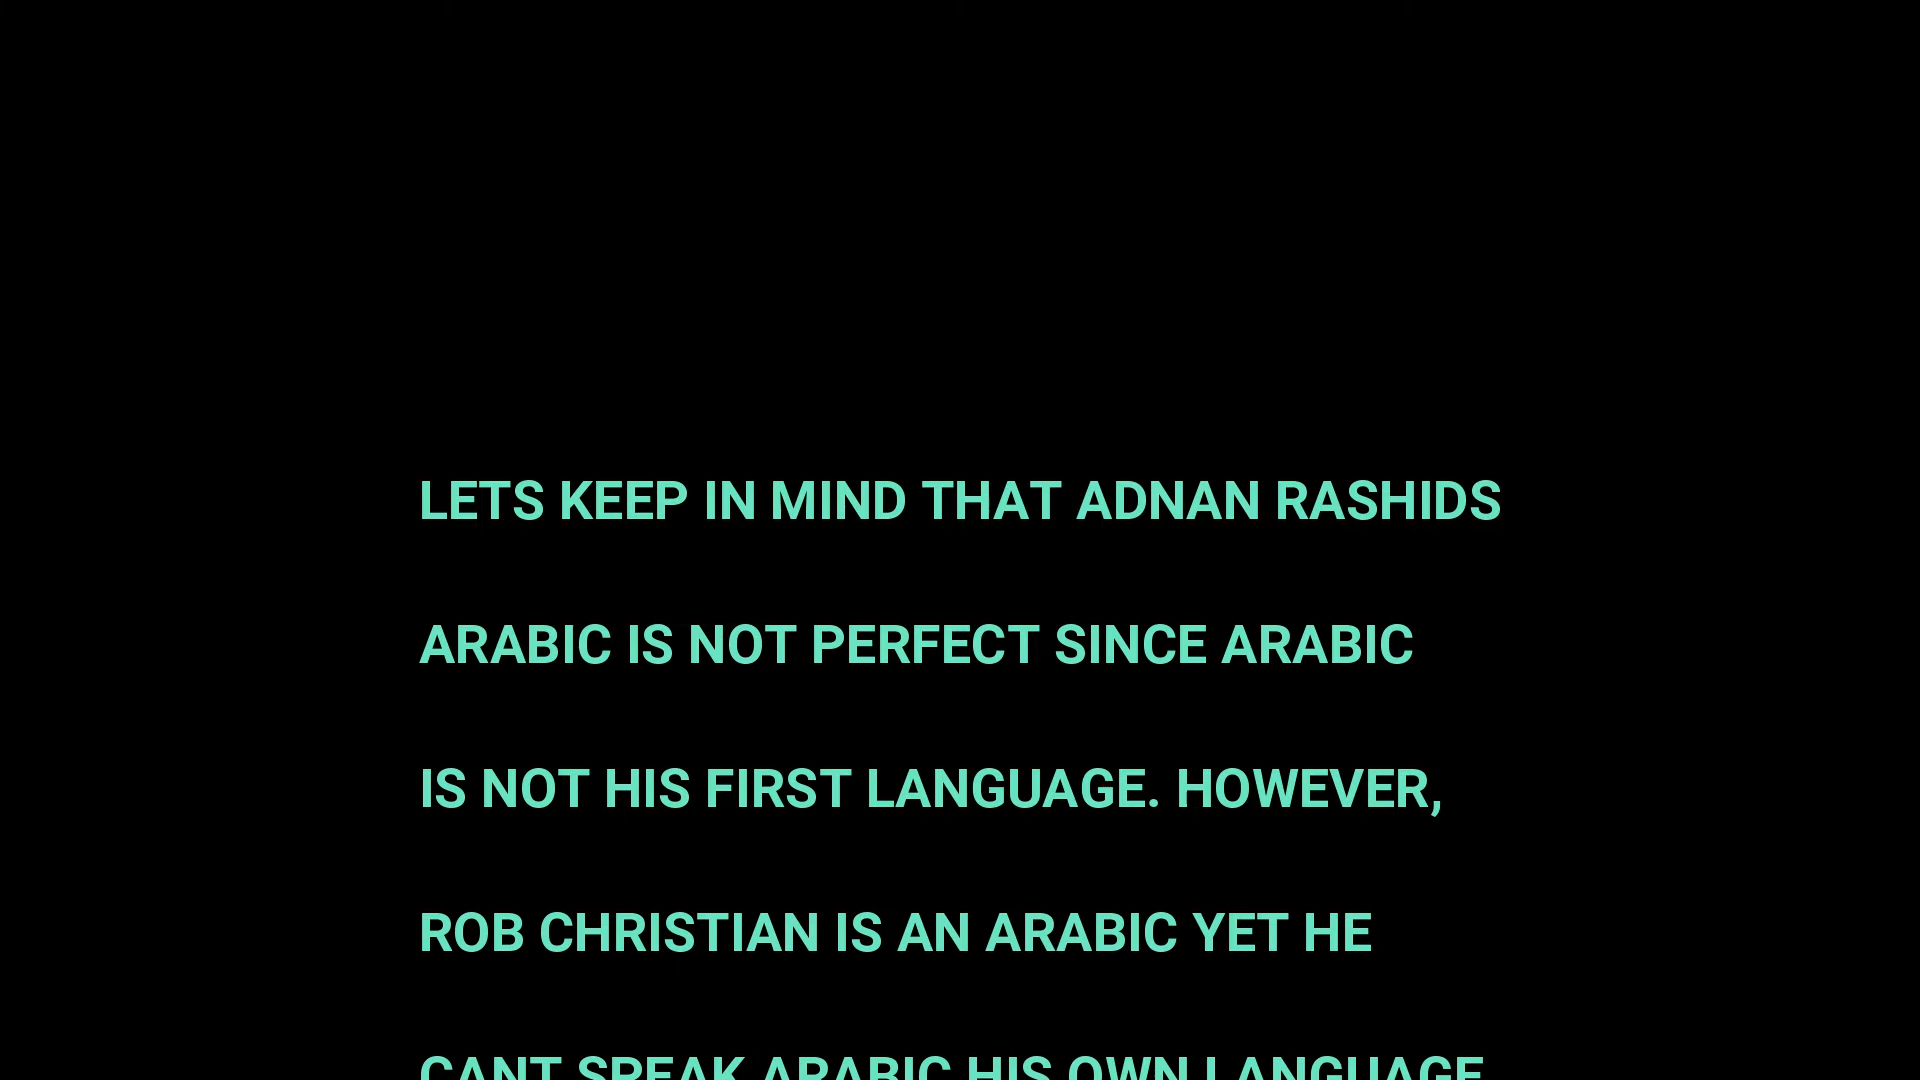 LETS KEEP IN MIND THAT ADNAN RASHIDS
ARABIC IS NOT PERFECT SINCE ARABIC
IS NOT HIS FIRST LANGUAGE. HOWEVER,
ROB CHRISTIAN IS AN ARABIC YET HE
CANT SPEAK ARABIC HIS OWN LANGUAGE